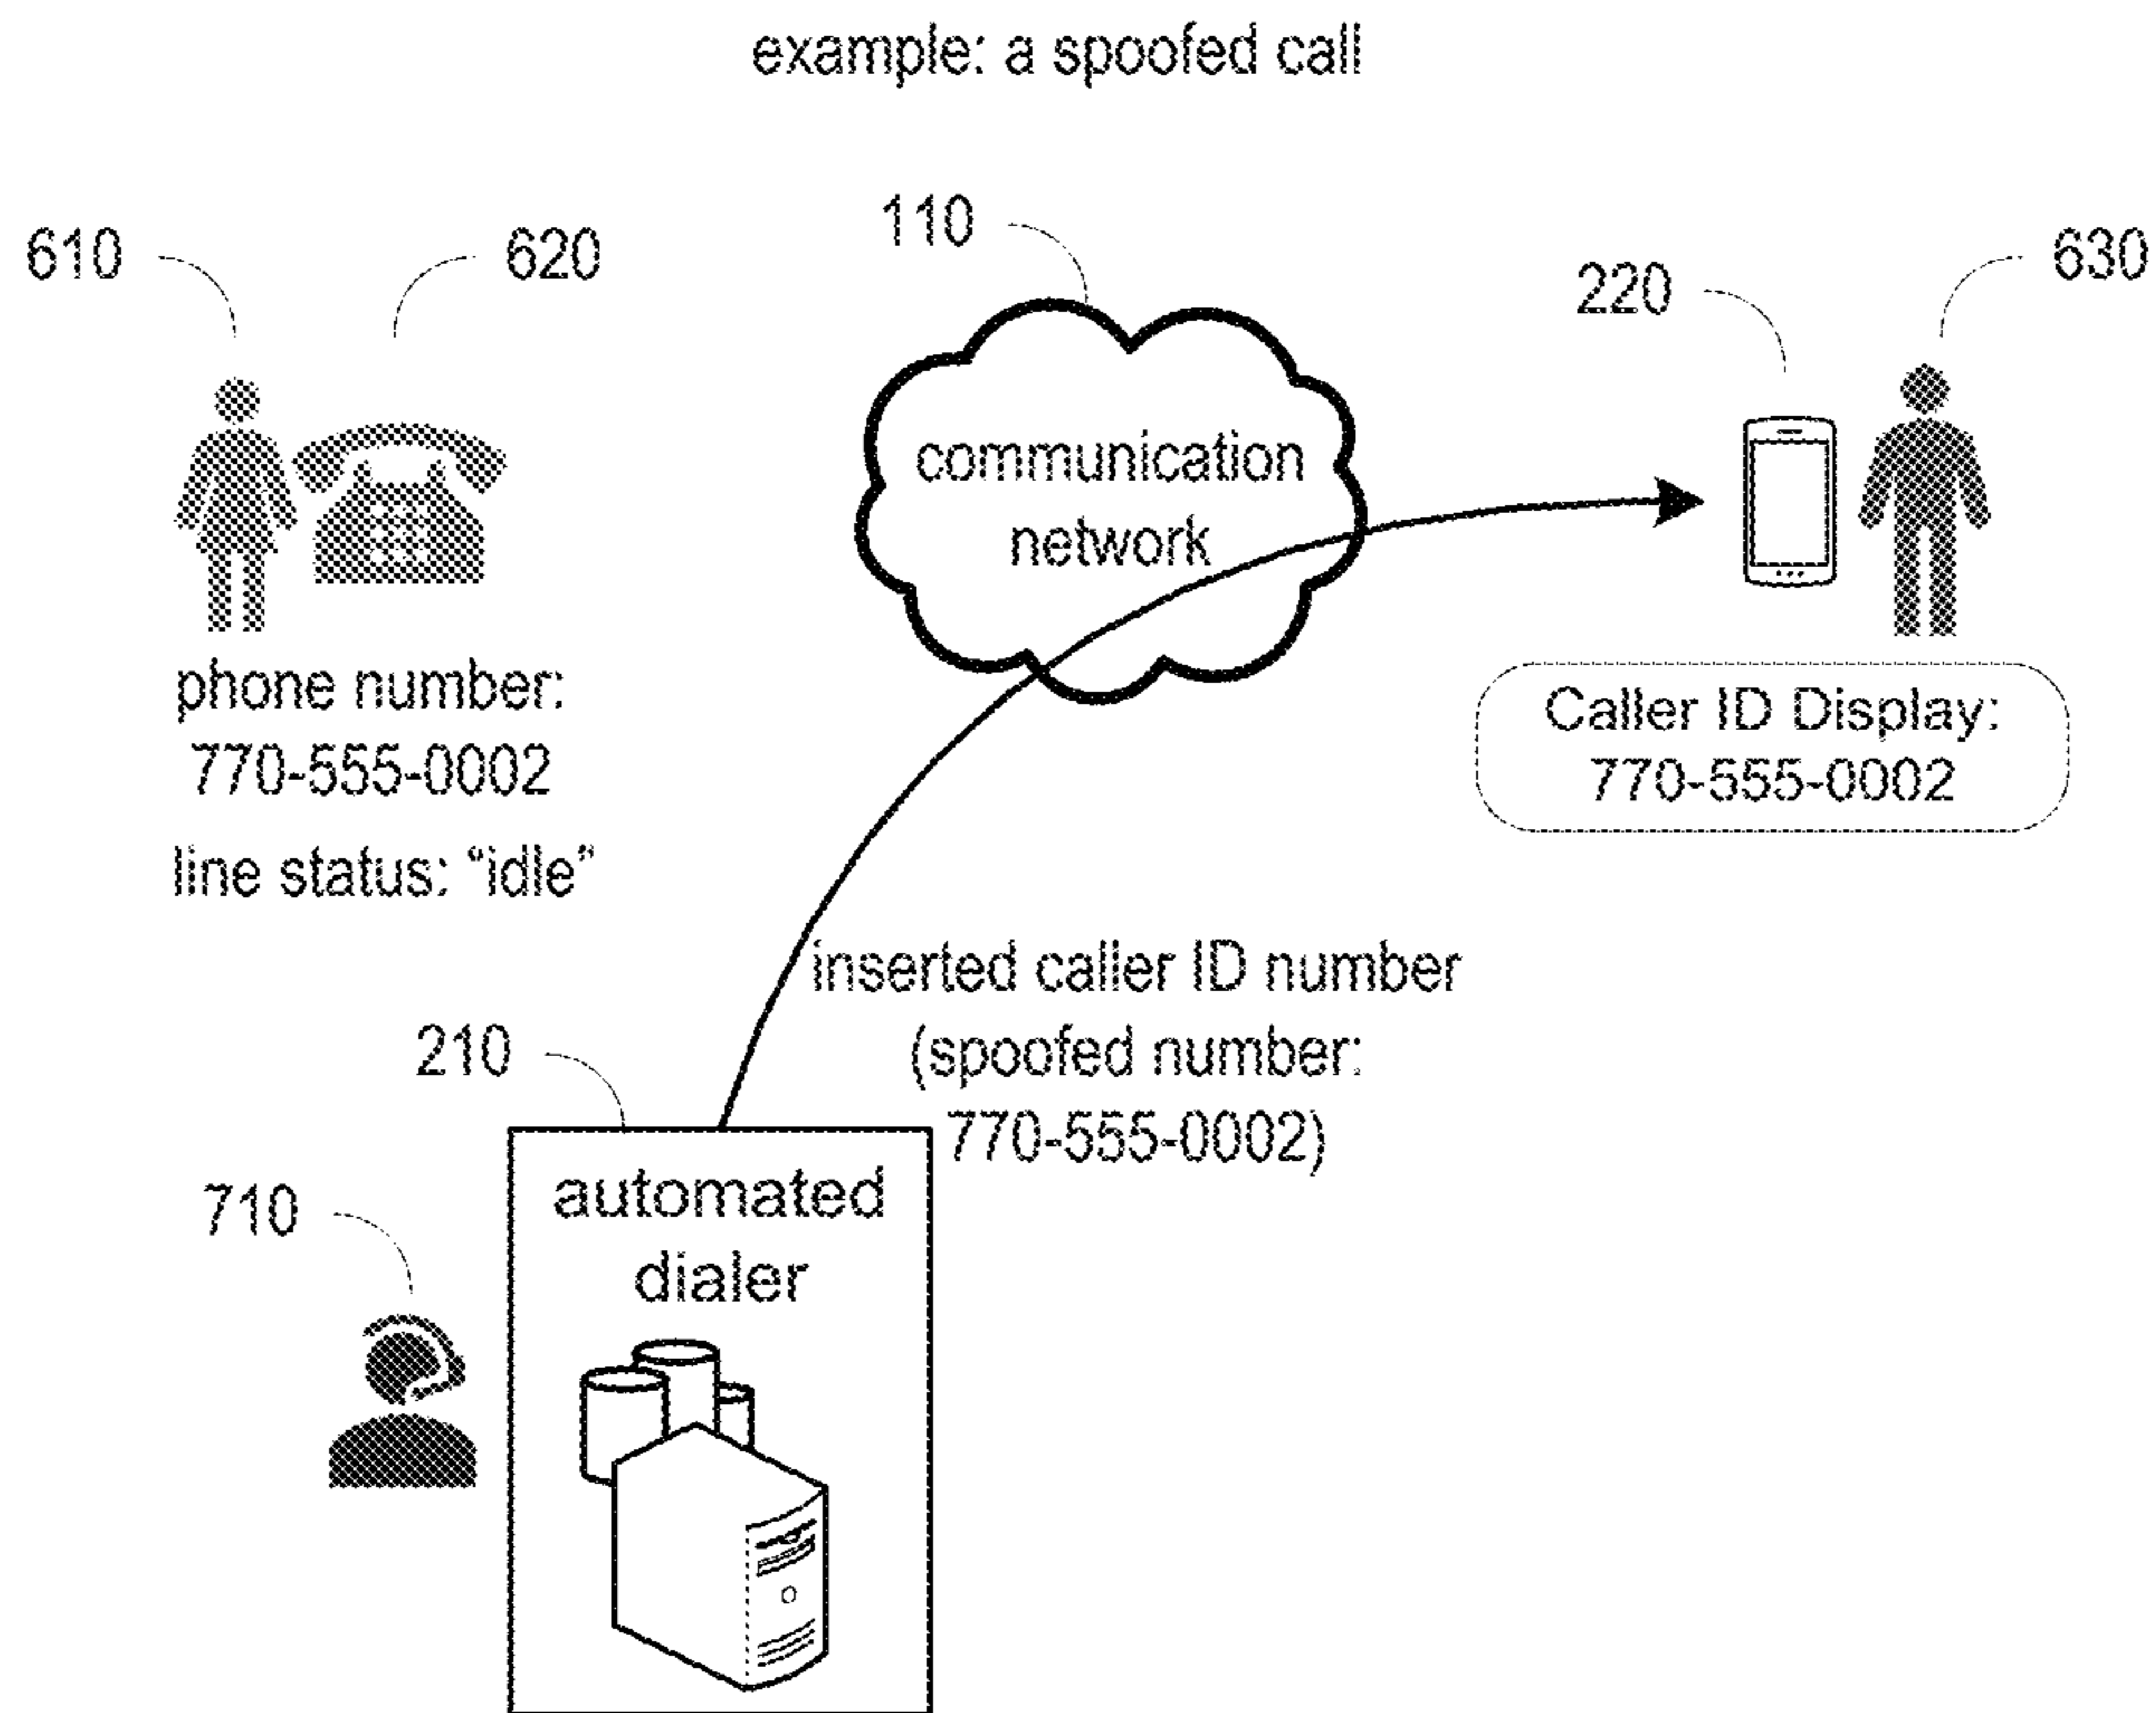 example: a spoofed call
110
610
620
220
630
communication
network
phone number:
770-555-0002
line status: “idle”
Caller ID Display:
770-555-0002
inserted caller ID number
(spoofed number:
770-555-0002)
210
automated
dialer
710